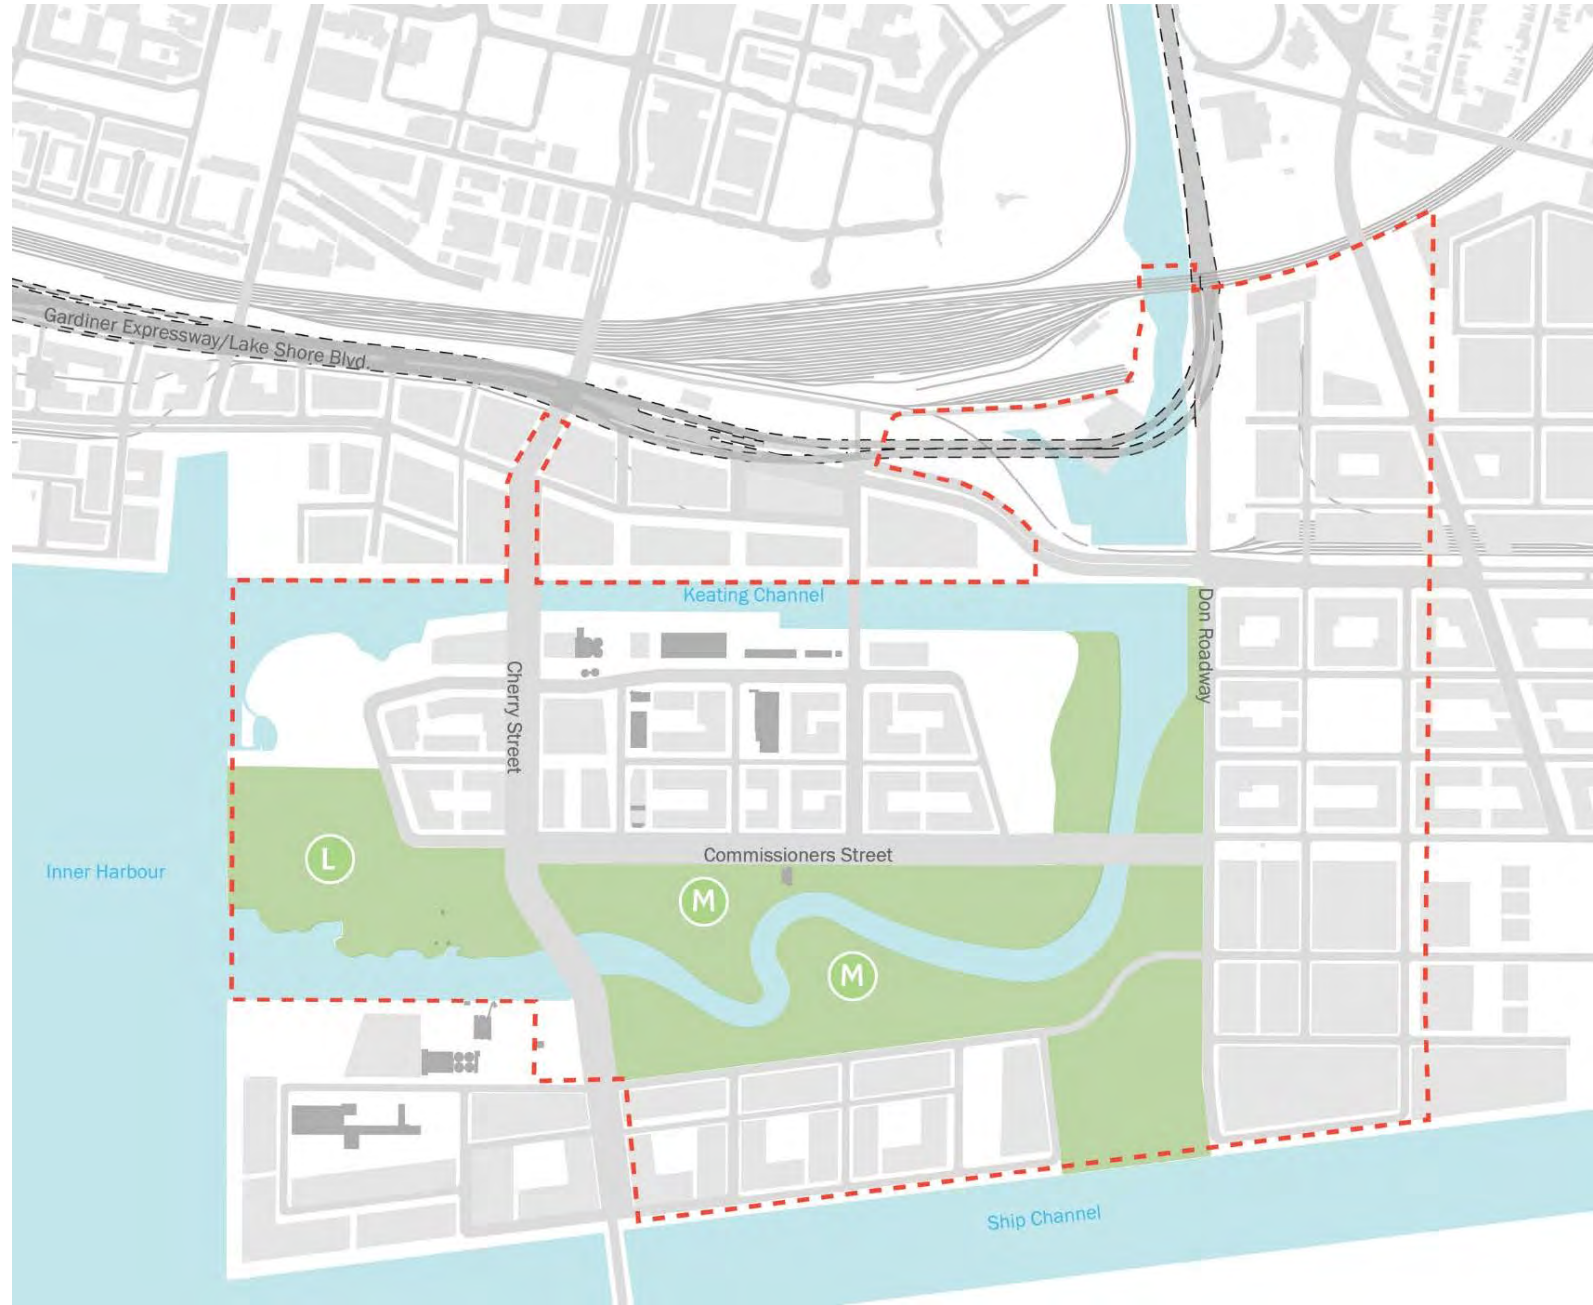 Gardiner Expressway/Lake Shore Blvd.
Keating Channel
Don Roadway
Cherry Street
Commissioners Street
L
Inner Harbour
M
M
Ship Channel